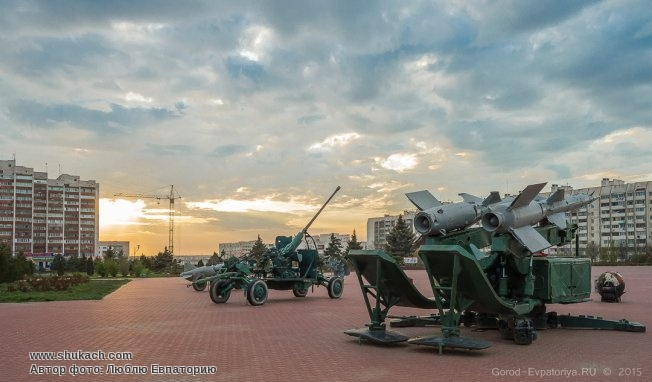 www.shukach.com
Автор фото: Люблю Евпаторию
Gorod-Evpatoriya.RU © 2015